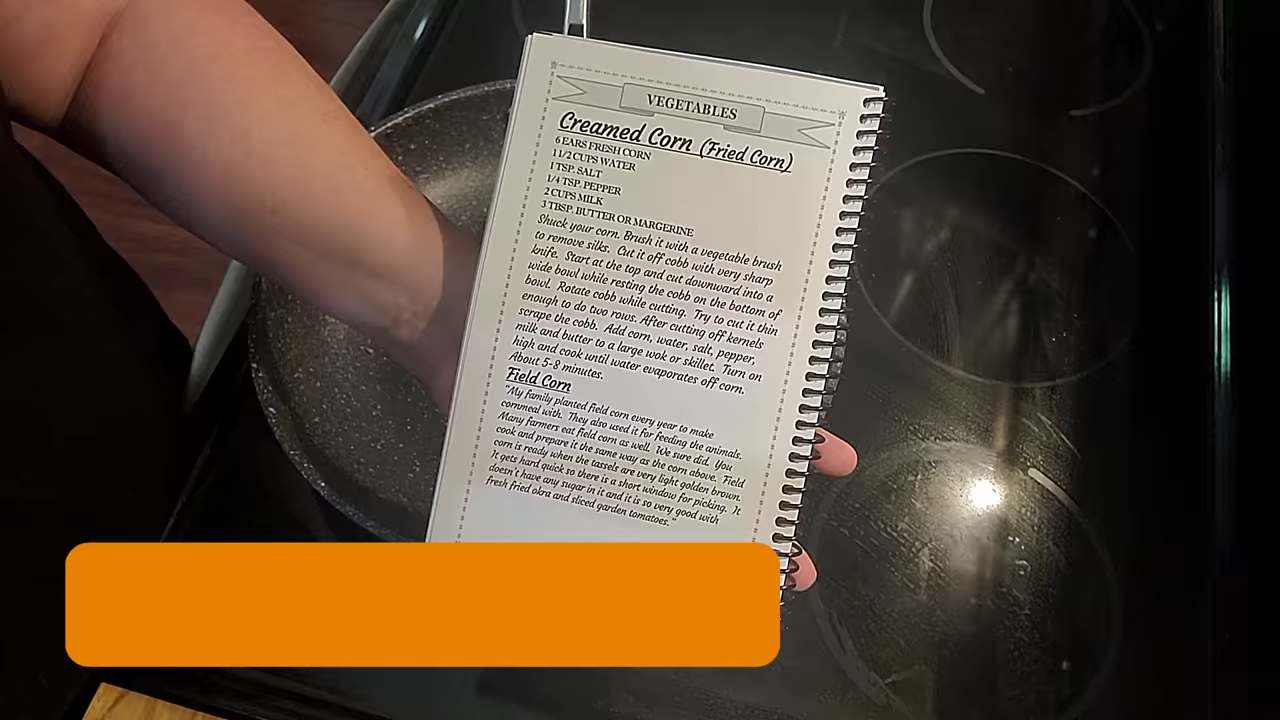 VEGETABLES
Creamed Corn (Fried Corn)
6 EARS FRESH CORN
1 1/2 CUPS WATER
1 TSP. SALT
1/4 TSP. PEPPER
2 CUPS MILK
3 TBSP. BUTTER OR MARGERINE
Shuck your corn. Brush it with a vegetable brush
to remove silks. Cut it off cobb with very sharp
knife. Start at the top and cut downward into a
wide bowl while resting the cobb on the bottom of
bowl. Rotate cobb while cutting. Try to cut it thin
enough to do two rows. After cutting off kernels
scrape the cobb. Add corn, water, salt, pepper,
milk and butter to a large wok or skillet. Turn on
high and cook until water evaporates off corn.
About 5-8 minutes.
Field Corn
"My family planted field corn every year to make
cornmeal with. They also used it for feeding the animals.
Many farmers eat field corn as well. We sure did. You
cook and prepare it the same way as the corn above. Field
corn is ready when the tassels are very light golden brown.
It gets hard quick so there is a short window for picking. It
doesn't have any sugar in it and it is so very good with
fresh fried okra and sliced garden tomatoes."